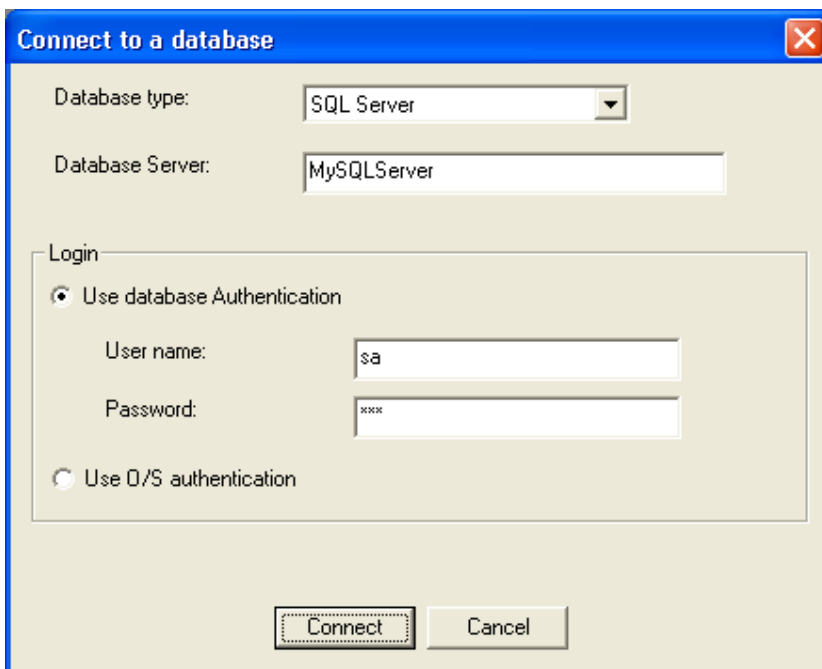 Connect to a database
Database type: SQL Server
Database Server: MySQLServer
Login
Use database Authentication
User name: sa
Password: ***
Use O/S authentication
Connect Cancel